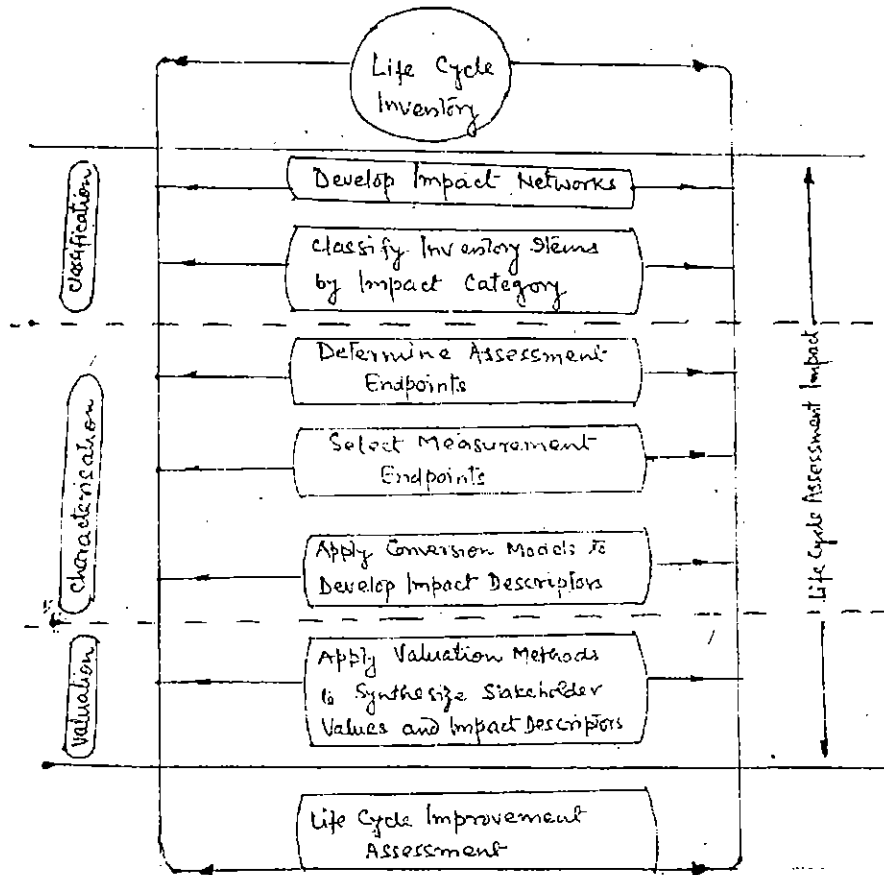 Life Cycle
Inventory
Classification
Develop Impact Networks
Classify Inventory Items
by Impact Category
Characterisation
Determine Assessment
Endpoints
Select Measurement
Endpoints
Apply Conversion Models to
Develop Impact Descriptors
Life Cycle Assessment Impact
Valuation
Apply Valuation Methods
to Synthesize Stakeholder
Values and Impact Descriptors
Life Cycle Improvement
Assessment